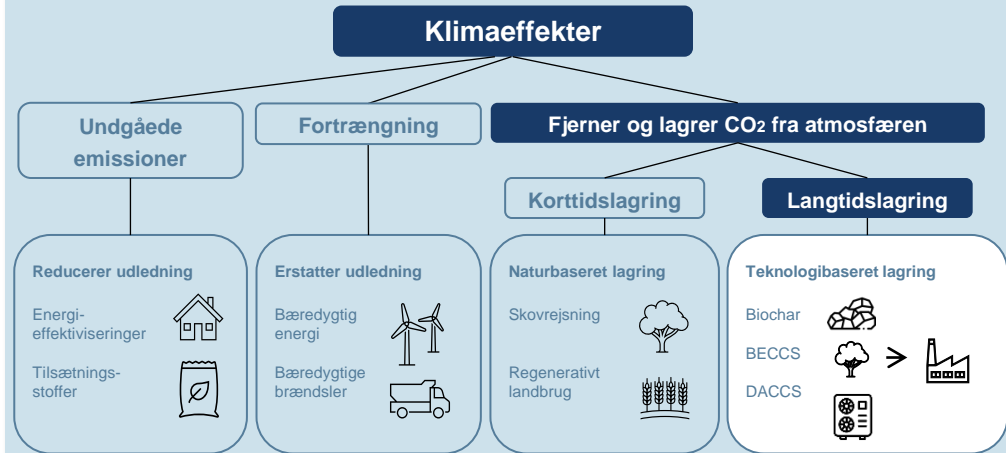 Klimaeffekter
Undgåede
emissioner
Fortrængning
Fjerner og lagrer CO2 fra atmosfæren
Korttidslagring
Langtidslagring
Reducerer udledning
Energi-
effektiviseringer
Tilsætnings-
stoffer
Erstatter udledning
Bæredygtig
energi
Bæredygtige
brændsler
Naturbaseret lagring
Skovrejsning
Regenerativt
landbrug
Teknologibaseret lagring
Biochar
BECCS
DACCS